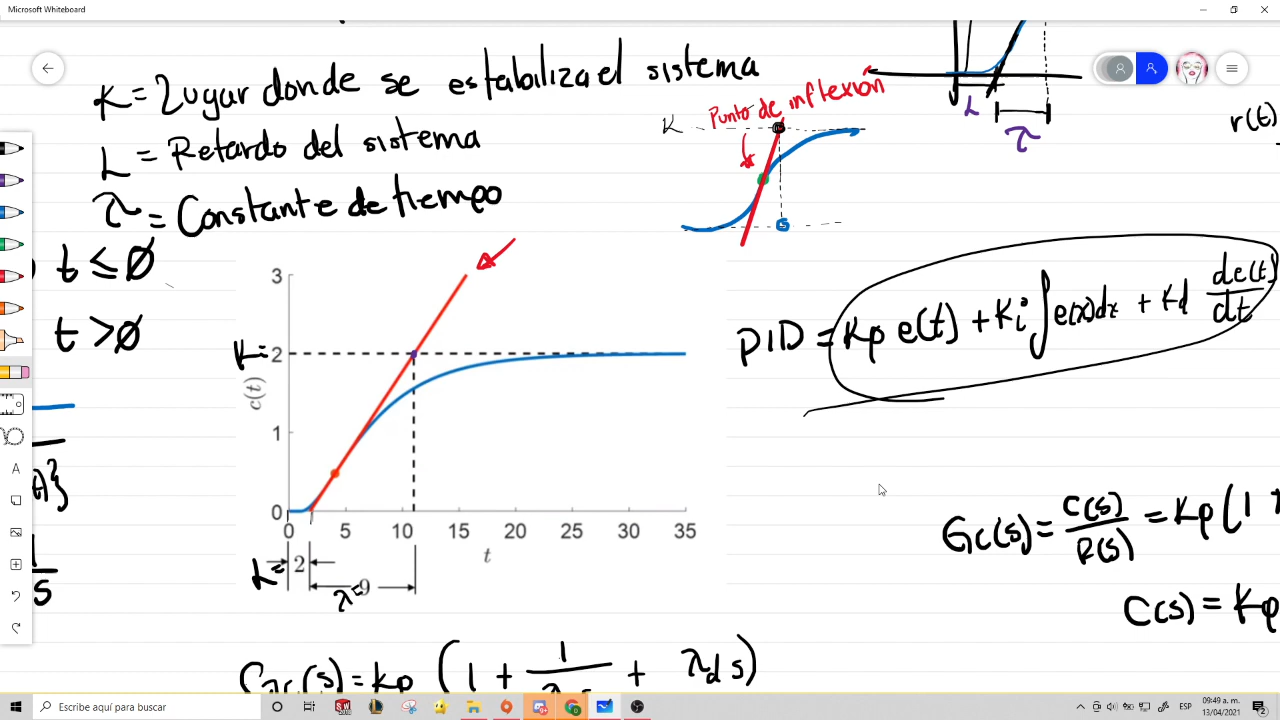 Microsoft Whiteboard
K = Lugar donde se estabiliza el sistema
L = Retardo del sistema
τ = Constante de tiempo
Punto de inflexión
K
L
τ
r(t)
t ≤ Ø
t > Ø
3
K = 2
1
0
c(t)
0 5 10 15 20 25 30 35
t
L = 2
τ = 9
PID = Kp e(t) + Ki ∫ e(x)dx + Kd de(t)/dt
Gc(s) = C(s)/R(s) = Kp (1
C(s) = Kp
Gc(s) = Kp (1 + 1/ + τd s)
1
S
A
Escribe aquí para buscar
ESP
09:49 a. m.
13/04/2021
2